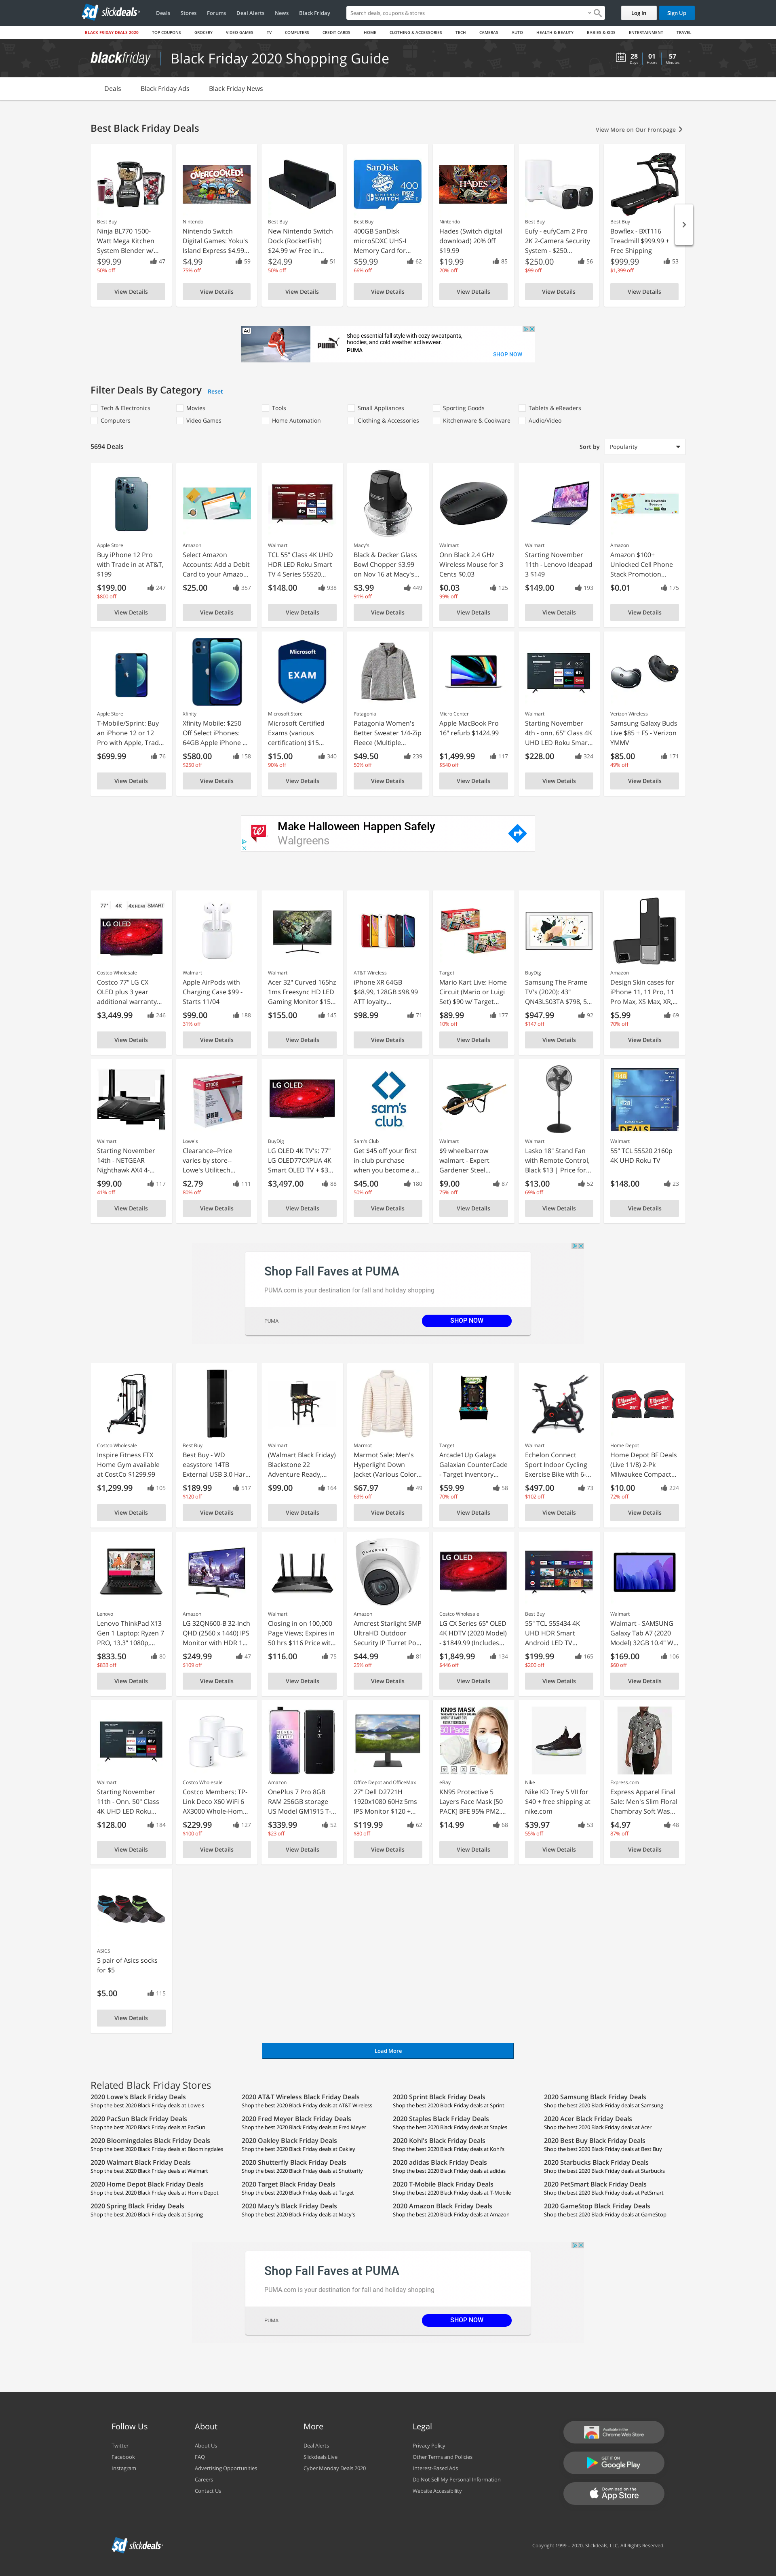 sd slickdeals
Deals Stores Forums Deal Alerts News Black Friday
Search deals, coupons & stores
Log In Sign Up
BLACK FRIDAY DEALS 2020 TOP COUPONS GROCERY VIDEO GAMES TV COMPUTERS CREDIT CARDS HOME CLOTHING & ACCESSORIES TECH CAMERAS AUTO HEALTH & BEAUTY BABIES & KIDS ENTERTAINMENT TRAVEL
blackfriday Black Friday 2020 Shopping Guide
28 Days 01 Hours 57 Minutes
Deals Black Friday Ads Black Friday News
Best Black Friday Deals
View More on Our Frontpage
Best Buy
Ninja BL770 1500-
Watt Mega Kitchen
System Blender w/...
$99.99 47
50% off
View Details
Nintendo
Nintendo Switch
Digital Games: Yoku's
Island Express $4.99...
$4.99 59
75% off
View Details
Best Buy
New Nintendo Switch
Dock (RocketFish)
$24.99 w/ Free in...
$24.99 51
50% off
View Details
Best Buy
400GB SanDisk
microSDXC UHS-I
Memory Card for...
$59.99 62
66% off
View Details
Nintendo
Hades (Switch digital
download) 20% 0ff
$19.99
$19.99 85
20% off
View Details
Best Buy
Eufy - eufyCam 2 Pro
2K 2-Camera Security
System - $250...
$250.00 56
$99 off
View Details
Best Buy
Bowflex - BXT116
Treadmill $999.99 +
Free Shipping
$999.99 53
$1,399 off
View Details
Ad
PUMA
Shop essential fall style with cozy sweatpants,
hoodies, and cold weather activewear.
PUMA
SHOP NOW
Filter Deals By Category Reset
Tech & Electronics Movies Tools Small Appliances Sporting Goods Tablets & eReaders
Computers Video Games Home Automation Clothing & Accessories Kitchenware & Cookware Audio/Video
5694 Deals
Sort by Popularity
Apple Store
Buy iPhone 12 Pro
with Trade in at AT&T,
$199
$199.00 247
$800 off
View Details
Amazon
Select Amazon
Accounts: Add a Debit
Card to your Amazo...
$25.00 357
View Details
Walmart
TCL 55" Class 4K UHD
HDR LED Roku Smart
TV 4 Series 55S20...
$148.00 938
View Details
Macy's
Black & Decker Glass
Bowl Chopper $3.99
on Nov 16 at Macy's...
$3.99 449
91% off
View Details
Walmart
Onn Black 2.4 GHz
Wireless Mouse for 3
Cents $0.03
$0.03 125
99% off
View Details
Walmart
Starting November
11th - Lenovo Ideapad
3 $149
$149.00 193
View Details
Amazon
Amazon $100+
Unlocked Cell Phone
Stack Promotion...
$0.01 175
View Details
Apple Store
T-Mobile/Sprint: Buy
an iPhone 12 or 12
Pro with Apple, Trad...
$699.99 76
View Details
Xfinity
Xfinity Mobile: $250
Off Select iPhones:
64GB Apple iPhone ...
$580.00 158
$250 off
View Details
Microsoft
EXAM
Microsoft Store
Microsoft Certified
Exams (various
certification) $15...
$15.00 340
90% off
View Details
Patagonia
Patagonia Women's
Better Sweater 1/4-Zip
Fleece (Multiple...
$49.50 239
50% off
View Details
Micro Center
Apple MacBook Pro
16" refurb $1424.99
$1,499.99 117
$540 off
View Details
Walmart
Starting November
4th - onn. 65" Class 4K
UHD LED Roku Smar...
$228.00 324
View Details
Verizon Wireless
Samsung Galaxy Buds
Live $85 + FS - Verizon
YMMV
$85.00 171
49% off
View Details
Make Halloween Happen Safely
Walgreens
Costco Wholesale
Costco 77" LG CX
OLED plus 3 year
additional warranty...
$3,449.99 246
View Details
Walmart
Apple AirPods with
Charging Case $99 -
Starts 11/04
$99.00 188
31% off
View Details
Walmart
Acer 32" Curved 165hz
1ms Freesync HD LED
Gaming Monitor $15...
$155.00 145
View Details
AT&T Wireless
iPhone XR 64GB
$48.99, 128GB $98.99
ATT loyalty...
$98.99 71
View Details
Target
Mario Kart Live: Home
Circuit (Mario or Luigi
Set) $90 w/ Target...
$89.99 177
10% off
View Details
BuyDig
Samsung The Frame
TV's (2020): 43"
QN43LS03TA $798, 5...
$947.99 92
$147 off
View Details
Amazon
Design Skin cases for
iPhone 11, 11 Pro, 11
Pro Max, XS Max, XR,...
$5.99 69
70% off
View Details
Walmart
Starting November
14th - NETGEAR
Nighthawk AX4 4-...
$99.00 117
41% off
View Details
Lowe's
Clearance--Price
varies by store--
Lowe's Utilitech...
$2.79 111
80% off
View Details
BuyDig
LG OLED 4K TV's: 77"
LG OLED77CXPUA 4K
Smart OLED TV + $3...
$3,497.00 88
View Details
sam's club
Sam's Club
Get $45 off your first
in-club purchase
when you become a...
$45.00 180
50% off
View Details
Walmart
$9 wheelbarrow
walmart - Expert
Gardener Steel...
$9.00 87
75% off
View Details
Walmart
Lasko 18" Stand Fan
with Remote Control,
Black $13 | Price for...
$13.00 52
69% off
View Details
Walmart
55" TCL 55S20 2160p
4K UHD Roku TV
$148.00 23
View Details
Shop Fall Faves at PUMA
PUMA.com is your destination for fall and holiday shopping
PUMA SHOP NOW
Costco Wholesale
Inspire Fitness FTX
Home Gym available
at CostCo $1299.99
$1,299.99 105
View Details
Best Buy
Best Buy - WD
easystore 14TB
External USB 3.0 Har...
$189.99 517
$120 off
View Details
Walmart
(Walmart Black Friday)
Blackstone 22
Adventure Ready,...
$99.00 164
View Details
Marmot
Marmot Sale: Men's
Hyperlight Down
Jacket (Various Color...
$67.97 49
69% off
View Details
Target
Arcade1Up Galaga
Galaxian CounterCade
- Target Inventory...
$59.99 58
70% off
View Details
Walmart
Echelon Connect
Sport Indoor Cycling
Exercise Bike with 6-...
$497.00 73
$102 off
View Details
Home Depot
Home Depot BF Deals
(Live 11/8) 2-Pk
Milwaukee Compact...
$10.00 224
72% off
View Details
Lenovo
Lenovo ThinkPad X13
Gen 1 Laptop: Ryzen 7
PRO, 13.3" 1080p,...
$833.50 80
$833 off
View Details
Amazon
LG 32QN600-B 32-Inch
QHD (2560 x 1440) IPS
Monitor with HDR 1...
$249.99 47
$109 off
View Details
Walmart
Closing in on 100,000
Page Views; Expires in
50 hrs $116 Price wit...
$116.00 75
View Details
Amazon
Amcrest Starlight 5MP
UltraHD Outdoor
Security IP Turret Po...
$44.99 81
25% off
View Details
Costco Wholesale
LG CX Series 65" OLED
4K HDTV (2020 Model)
- $1849.99 (Includes...
$1,849.99 134
$446 off
View Details
Best Buy
55" TCL 55S434 4K
UHD HDR Smart
Android LED TV...
$199.99 165
$200 off
View Details
Walmart
Walmart - SAMSUNG
Galaxy Tab A7 (2020
Model) 32GB 10.4" W...
$169.00 106
$60 off
View Details
Walmart
Starting November
11th - Onn. 50" Class
4K UHD LED Roku...
$128.00 184
View Details
Costco Wholesale
Costco Members: TP-
Link Deco X60 WiFi 6
AX3000 Whole-Hom...
$229.99 127
$100 off
View Details
Amazon
OnePlus 7 Pro 8GB
RAM 256GB storage
US Model GM1915 T-...
$339.99 52
$23 off
View Details
Office Depot and OfficeMax
27" Dell D2721H
1920x1080 60Hz 5ms
IPS Monitor $120 +...
$119.99 62
$80 off
View Details
KN95 MASK
eBay
KN95 Protective 5
Layers Face Mask [50
PACK] BFE 95% PM2....
$14.99 68
View Details
Nike
Nike KD Trey 5 VII for
$40 + Free shipping at
nike.com
$39.97 53
55% off
View Details
Express.com
Express Apparel Final
Sale: Men's Slim Floral
Chambray Soft Was...
$4.97 48
87% off
View Details
ASICS
5 pair of Asics socks
for $5
$5.00 115
View Details
Load More
Related Black Friday Stores
2020 Lowe's Black Friday Deals
Shop the best 2020 Black Friday deals at Lowe's
2020 AT&T Wireless Black Friday Deals
Shop the best 2020 Black Friday deals at AT&T Wireless
2020 Sprint Black Friday Deals
Shop the best 2020 Black Friday deals at Sprint
2020 Samsung Black Friday Deals
Shop the best 2020 Black Friday deals at Samsung
2020 PacSun Black Friday Deals
Shop the best 2020 Black Friday deals at PacSun
2020 Fred Meyer Black Friday Deals
Shop the best 2020 Black Friday deals at Fred Meyer
2020 Staples Black Friday Deals
Shop the best 2020 Black Friday deals at Staples
2020 Acer Black Friday Deals
Shop the best 2020 Black Friday deals at Acer
2020 Bloomingdales Black Friday Deals
Shop the best 2020 Black Friday deals at Bloomingdales
2020 Oakley Black Friday Deals
Shop the best 2020 Black Friday deals at Oakley
2020 Kohl's Black Friday Deals
Shop the best 2020 Black Friday deals at Kohl's
2020 Best Buy Black Friday Deals
Shop the best 2020 Black Friday deals at Best Buy
2020 Walmart Black Friday Deals
Shop the best 2020 Black Friday deals at Walmart
2020 Shutterfly Black Friday Deals
Shop the best 2020 Black Friday deals at Shutterfly
2020 adidas Black Friday Deals
Shop the best 2020 Black Friday deals at adidas
2020 Starbucks Black Friday Deals
Shop the best 2020 Black Friday deals at Starbucks
2020 Home Depot Black Friday Deals
Shop the best 2020 Black Friday deals at Home Depot
2020 Target Black Friday Deals
Shop the best 2020 Black Friday deals at Target
2020 T-Mobile Black Friday Deals
Shop the best 2020 Black Friday deals at T-Mobile
2020 PetSmart Black Friday Deals
Shop the best 2020 Black Friday deals at PetSmart
2020 Spring Black Friday Deals
Shop the best 2020 Black Friday deals at Spring
2020 Macy's Black Friday Deals
Shop the best 2020 Black Friday deals at Macy's
2020 Amazon Black Friday Deals
Shop the best 2020 Black Friday deals at Amazon
2020 GameStop Black Friday Deals
Shop the best 2020 Black Friday deals at GameStop
Shop Fall Faves at PUMA
PUMA.com is your destination for fall and holiday shopping
PUMA SHOP NOW
Follow Us
Twitter
Facebook
Instagram
About
About Us
FAQ
Advertising Opportunities
Careers
Contact Us
More
Deal Alerts
Slickdeals Live
Cyber Monday Deals 2020
Legal
Privacy Policy
Other Terms and Policies
Interest-Based Ads
Do Not Sell My Personal Information
Website Accessibility
Available in the
Chrome Web Store
GET IT ON
Google Play
Download on the
App Store
sd slickdeals
Copyright 1999 - 2020. Slickdeals, LLC. All Rights Reserved.